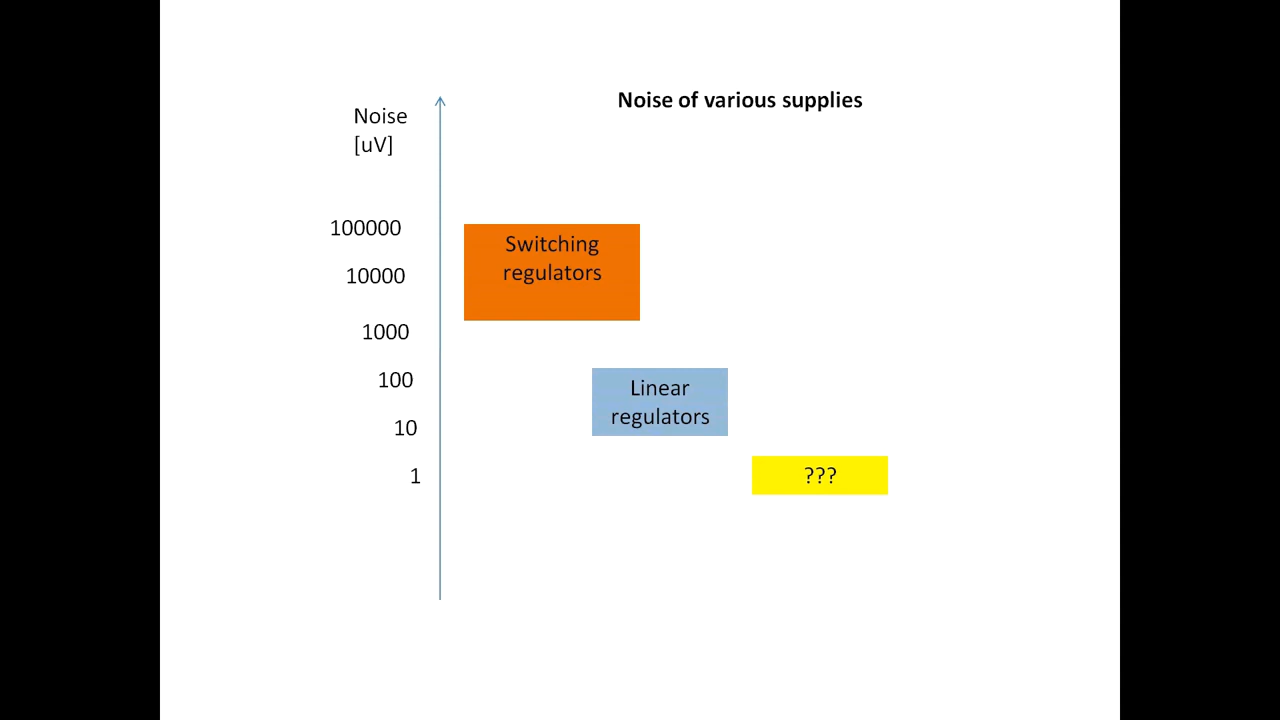 Noise of various supplies
Noise
[uV]
100000
10000
1000
100
10
1
Switching
regulators
Linear
regulators
???